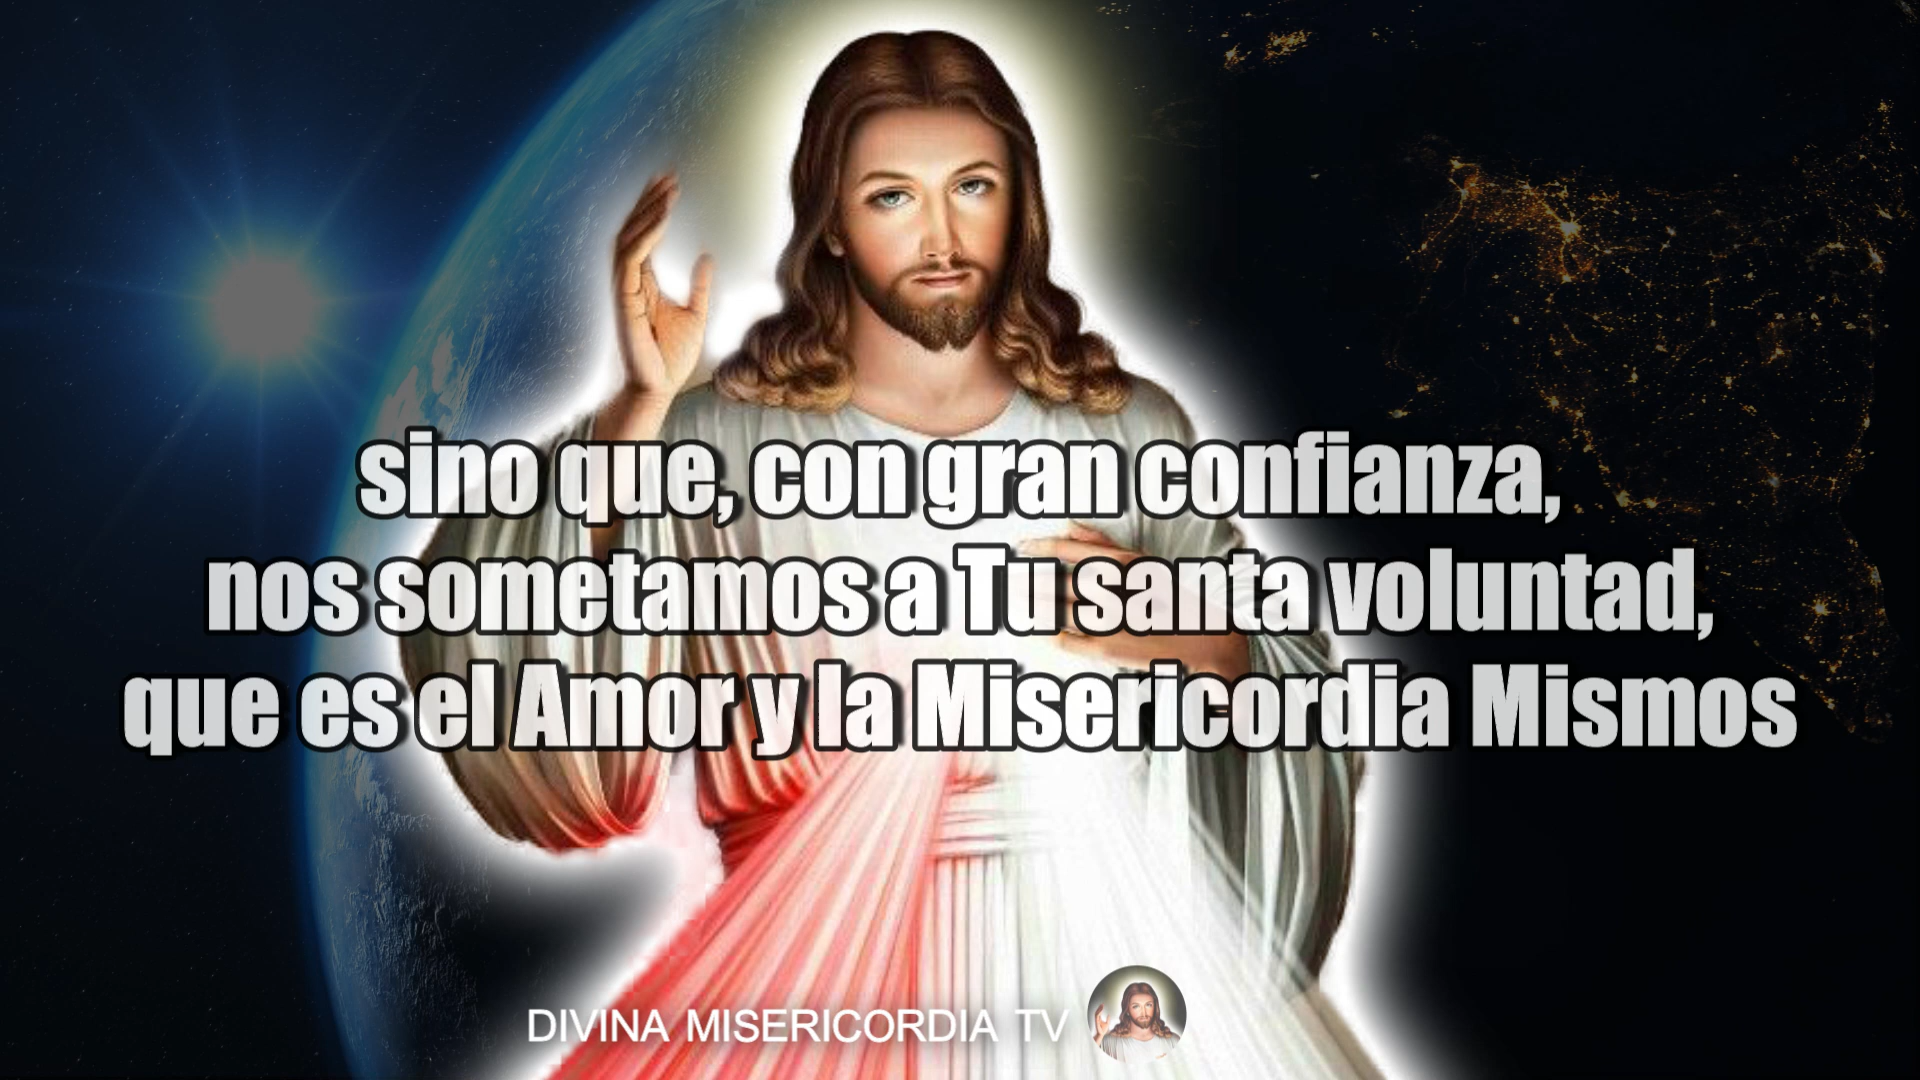 sino que, con gran confianza,
nos sometamos a Tu santa voluntad,
que es el Amor y la Misericordia Mismos
DIVINA MISERICORDIA TV